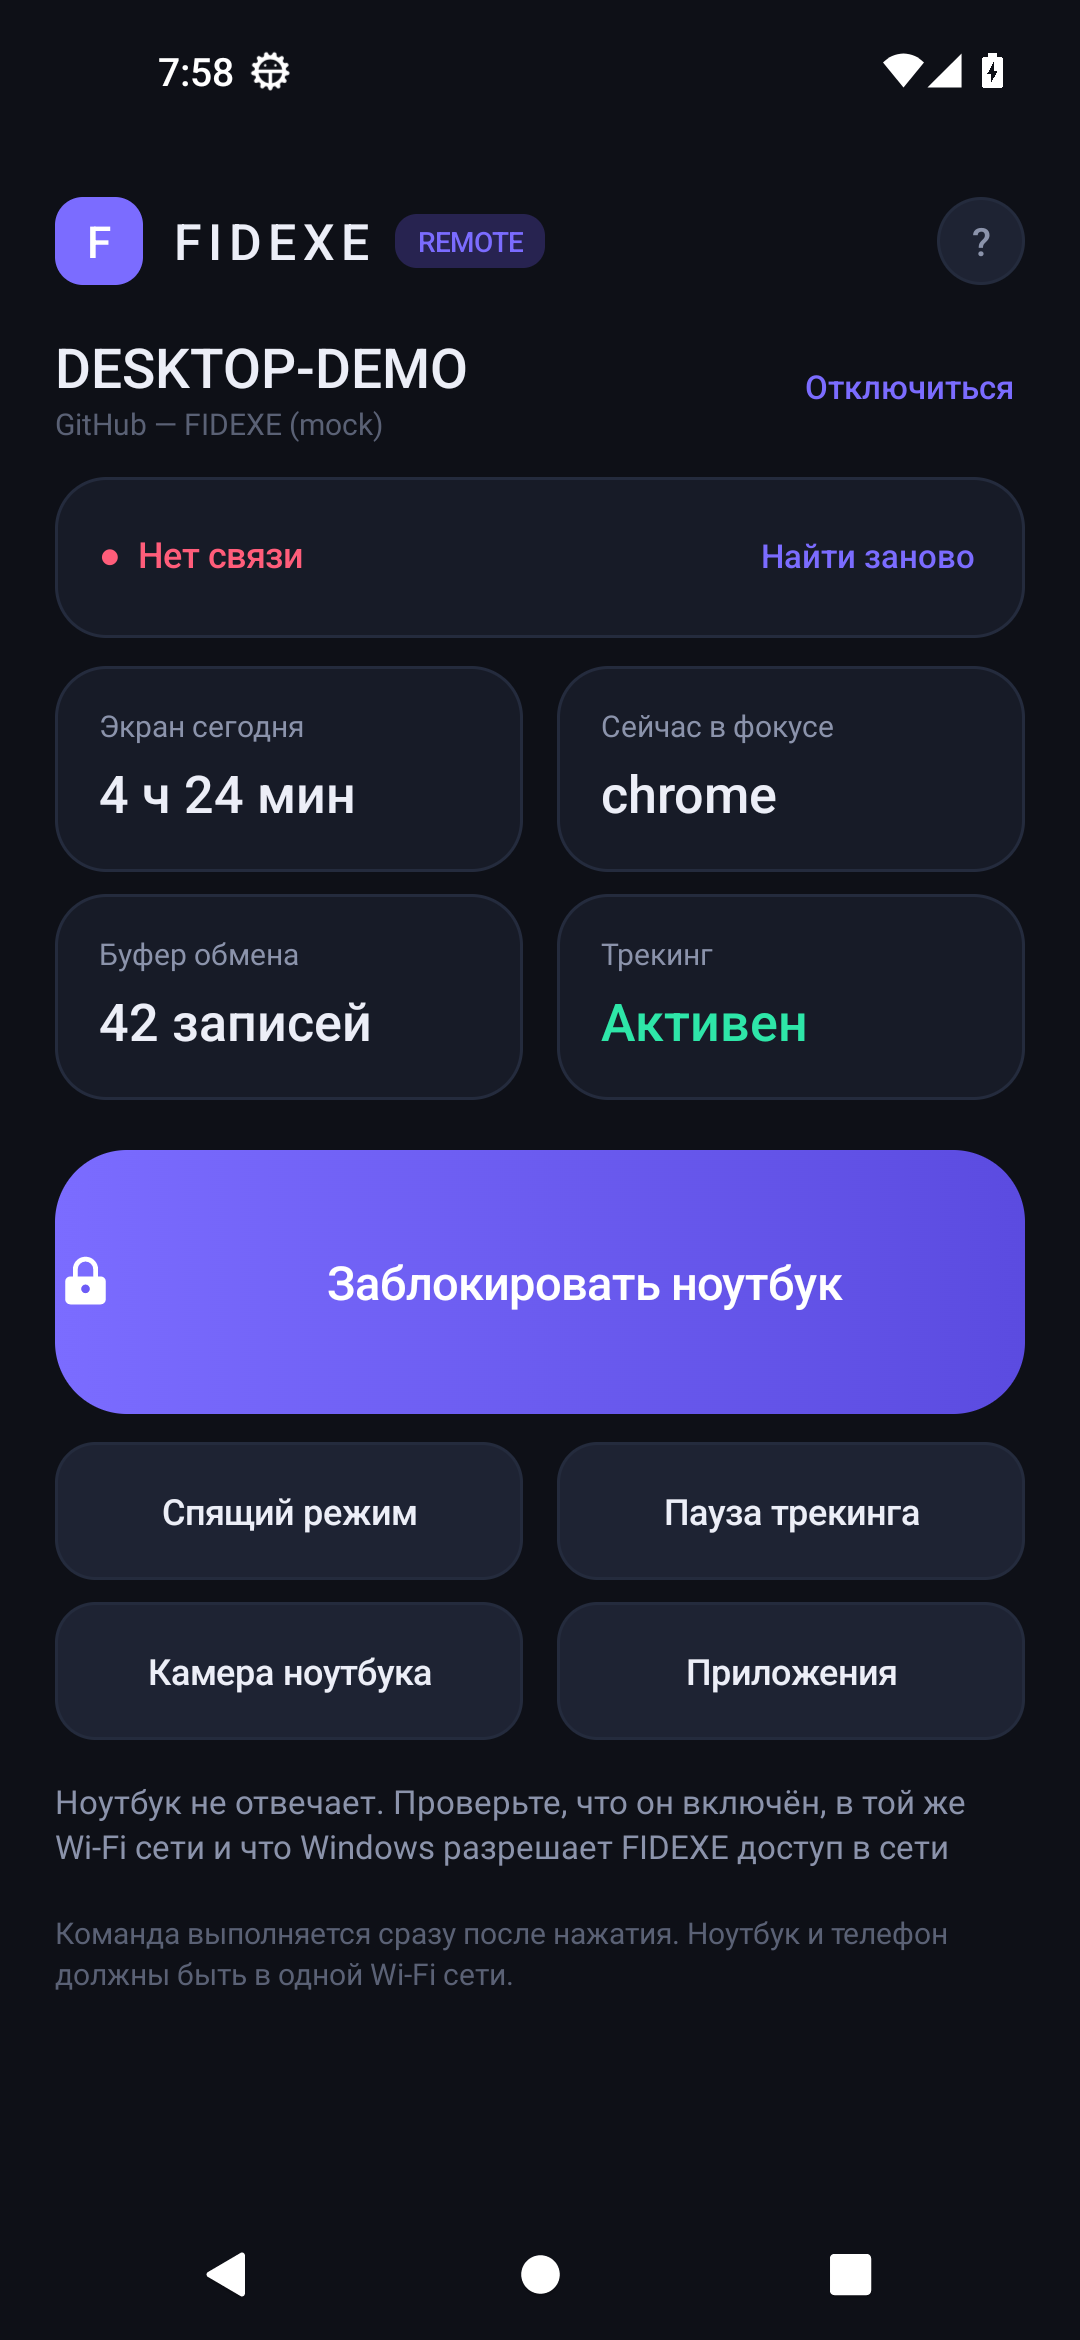 7:58
F FIDEXE REMOTE ?
DESKTOP-DEMO
Отключиться
GitHub — FIDEXE (mock)
Нет связи
Найти заново
Экран сегодня
4 ч 24 мин
Сейчас в фокусе
chrome
Буфер обмена
42 записей
Трекинг
Активен
Заблокировать ноутбук
Спящий режим
Пауза трекинга
Камера ноутбука
Приложения
Ноутбук не отвечает. Проверьте, что он включён, в той же
Wi-Fi сети и что Windows разрешает FIDEXE доступ в сети
Команда выполняется сразу после нажатия. Ноутбук и телефон
должны быть в одной Wi-Fi сети.